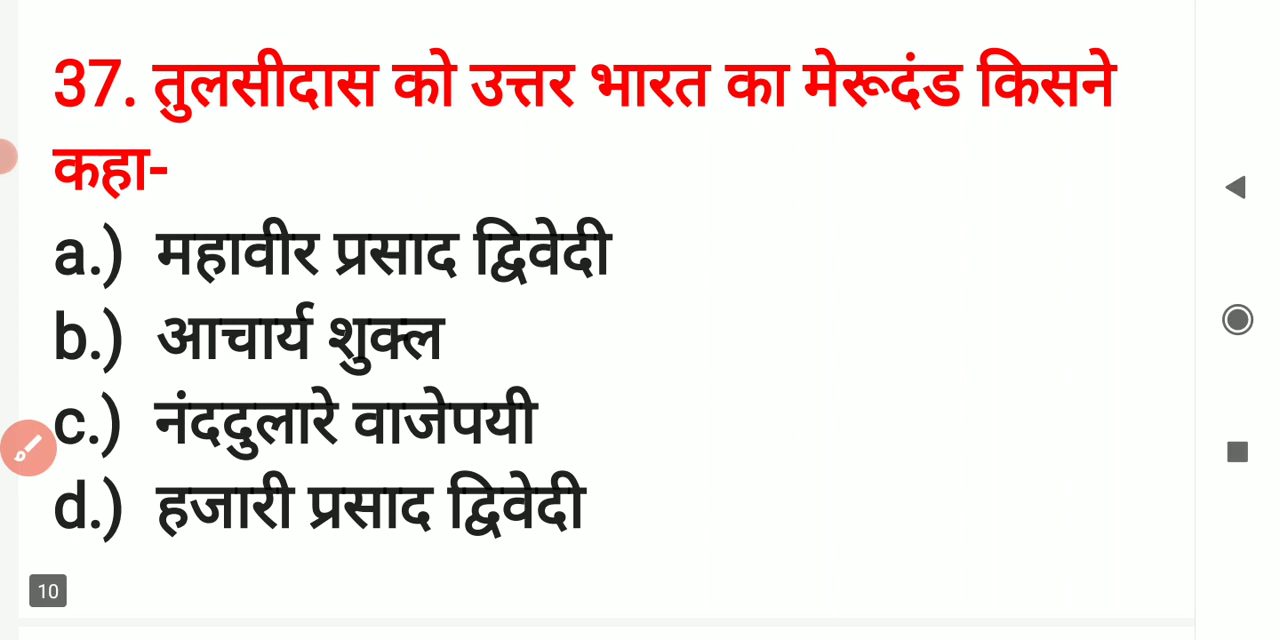 37. तुलसीदास को उत्तर भारत का मेरूदंड किसने
कहा-
a.) महावीर प्रसाद द्विवेदी
b.) आचार्य शुक्ल
c.) नंददुलारे वाजेपयी
d.) हजारी प्रसाद द्विवेदी
10